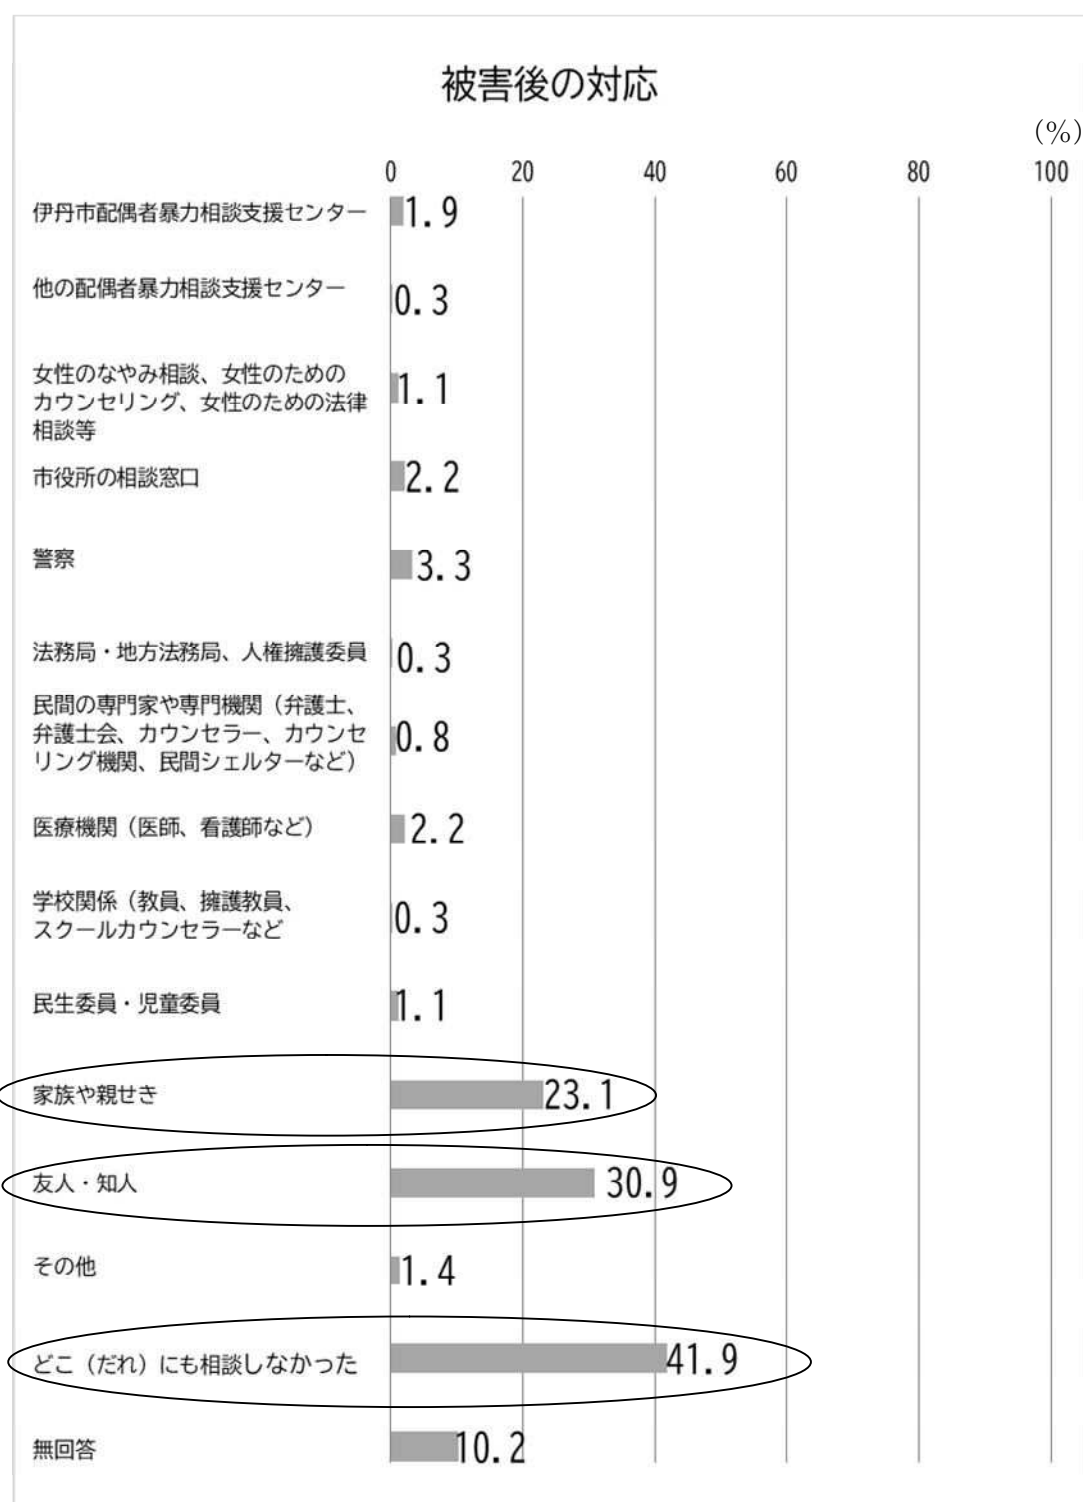 被害後の対応
(%)
0 20 40 60 80 100
伊丹市配偶者暴力相談支援センター 1.9
他の配偶者暴力相談支援センター 0.3
女性のなやみ相談、女性のための
カウンセリング、女性のための法律 1.1
相談等
市役所の相談窓口 2.2
警察 3.3
法務局・地方法務局、人権擁護委員 0.3
民間の専門家や専門機関（弁護士、
弁護士会、カウンセラー、カウンセ 0.8
リング機関、民間シェルターなど）
医療機関（医師、看護師など） 2.2
学校関係（教員、擁護教員、
スクールカウンセラーなど 0.3
民生委員・児童委員 1.1
家族や親せき 23.1
友人・知人 30.9
その他 1.4
どこ（だれ）にも相談しなかった 41.9
無回答 10.2